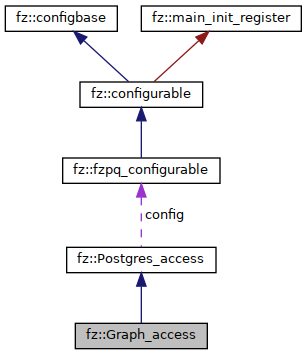 fz::configbase
fz::main_init_register
fz::configurable
fz::fzpq_configurable
config
fz::Postgres_access
fz::Graph_access